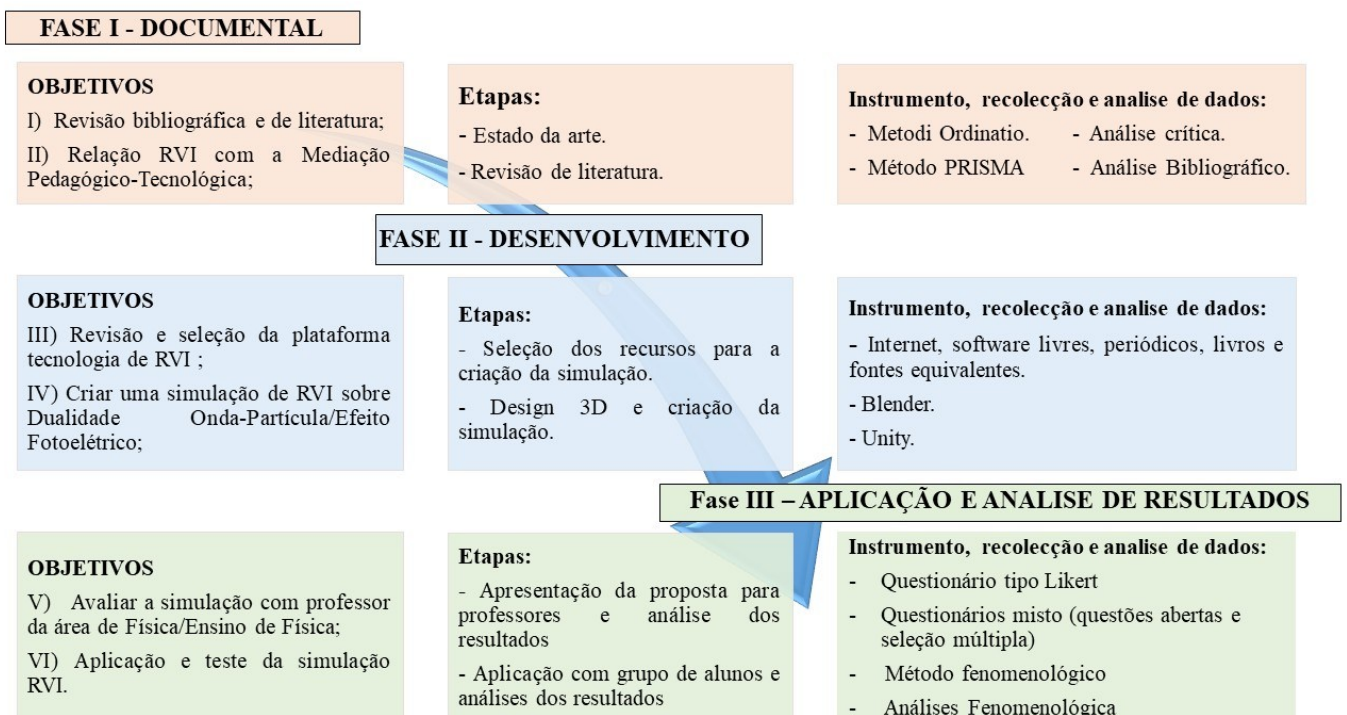 FASE I - DOCUMENTAL
OBJETIVOS
I) Revisão bibliográfica e de literatura;
II) Relação RVI com a Mediação
Pedagógico-Tecnológica;
Etapas:
- Estado da arte.
- Revisão de literatura.
Instrumento, recolecção e analise de dados:
- Metodi Ordinatio. - Análise crítica.
- Método PRISMA - Análise Bibliográfico.
FASE II - DESENVOLVIMENTO
OBJETIVOS
III) Revisão e seleção da plataforma
tecnologia de RVI ;
IV) Criar uma simulação de RVI sobre
Dualidade Onda-Partícula/Efeito
Fotoelétrico;
Etapas:
- Seleção dos recursos para a
criação da simulação.
- Design 3D e criação da
simulação.
Instrumento, recolecção e analise de dados:
- Internet, software livres, periódicos, livros e
fontes equivalentes.
- Blender.
- Unity.
Fase III – APLICAÇÃO E ANALISE DE RESULTADOS
OBJETIVOS
V) Avaliar a simulação com professor
da área de Física/Ensino de Física;
VI) Aplicação e teste da simulação
RVI.
Etapas:
- Apresentação da proposta para
professores e análise dos
resultados
- Aplicação com grupo de alunos e
análises dos resultados
Instrumento, recolecção e analise de dados:
- Questionário tipo Likert
- Questionários misto (questões abertas e
seleção múltipla)
- Método fenomenológico
- Análises Fenomenológica